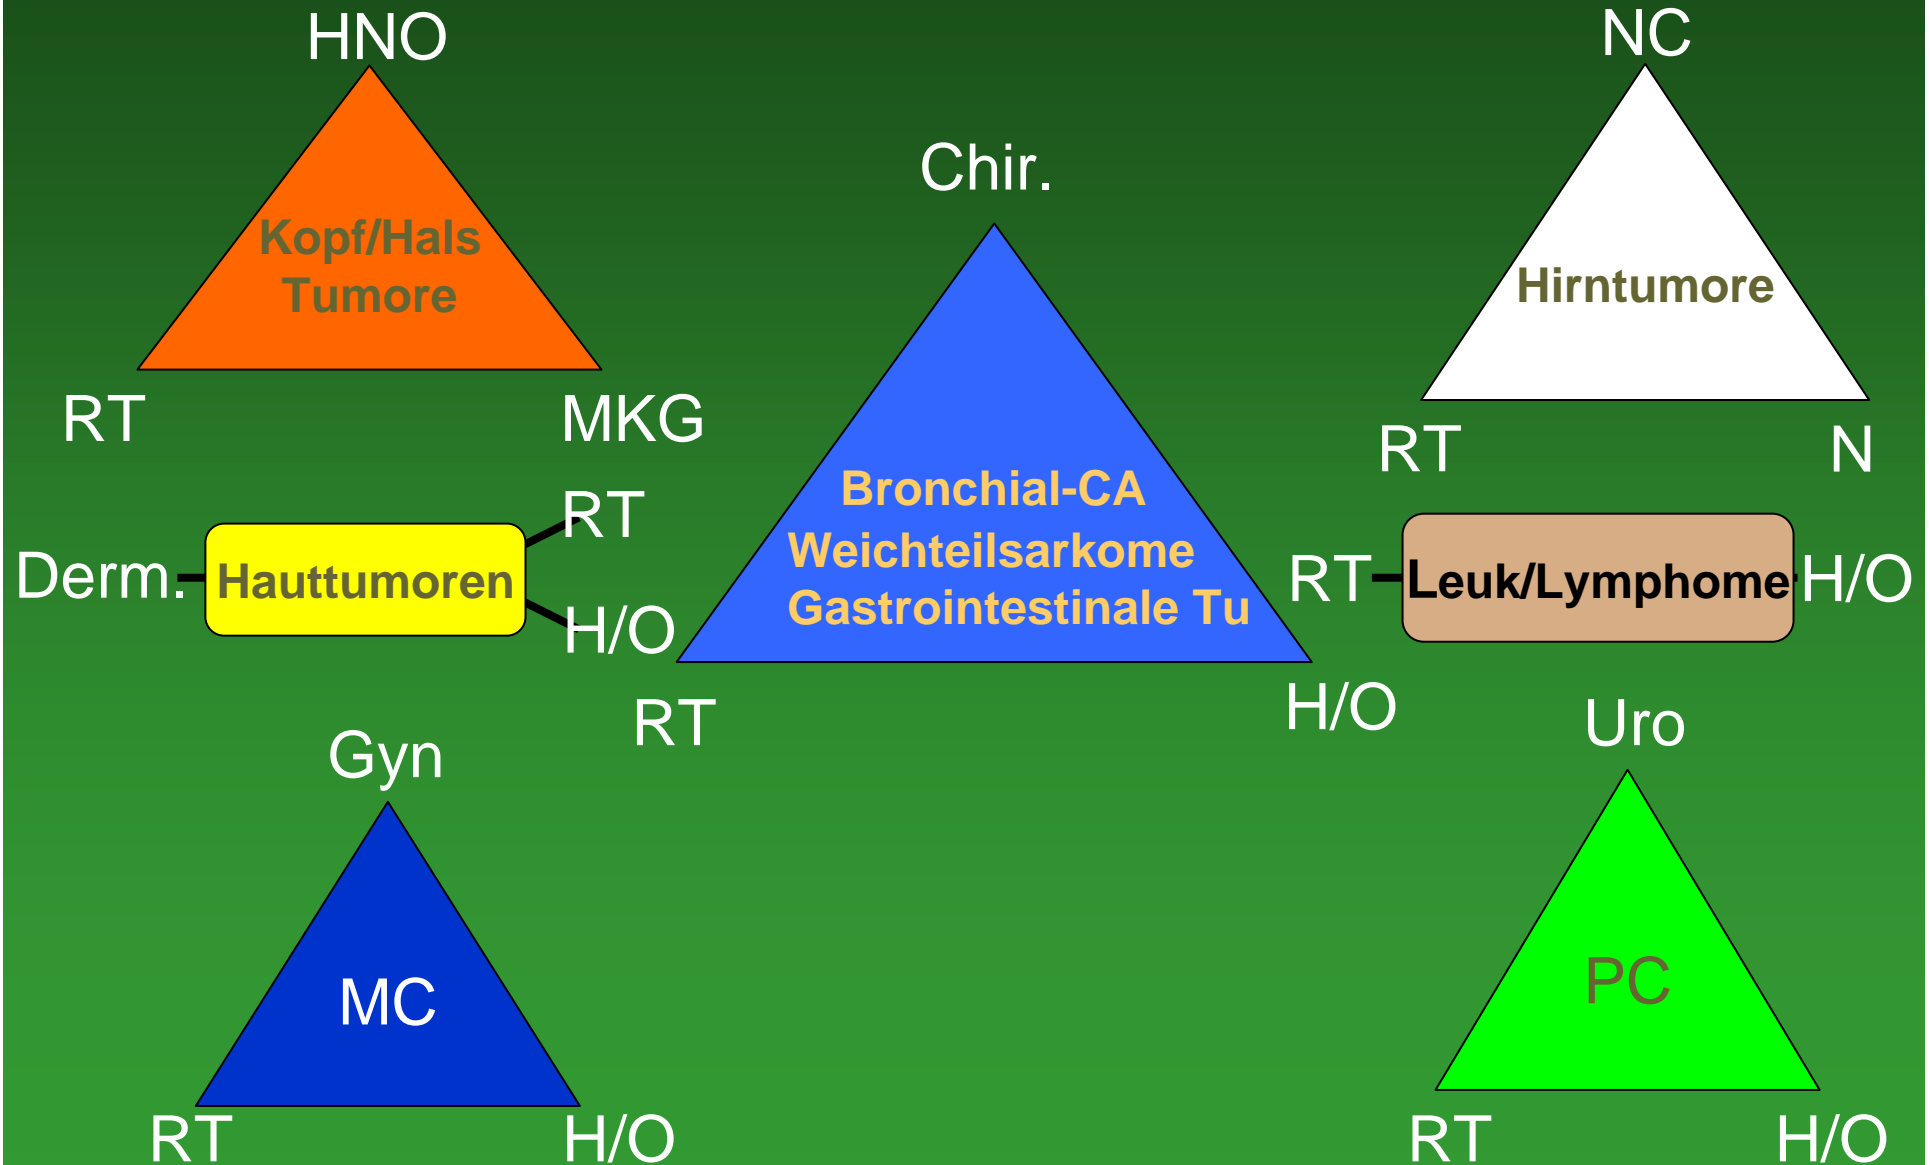 HNO
Kopf/Hals
Tumore
RT
MKG
NC
Hirntumore
RT
N
Chir.
Bronchial-CA
Weichteilsarkome
Gastrointestinale Tu
RT
H/O
Derm.
Hauttumoren
RT
H/O
RT
Leuk/Lymphome
H/O
Gyn
MC
RT
H/O
Uro
PC
RT
H/O